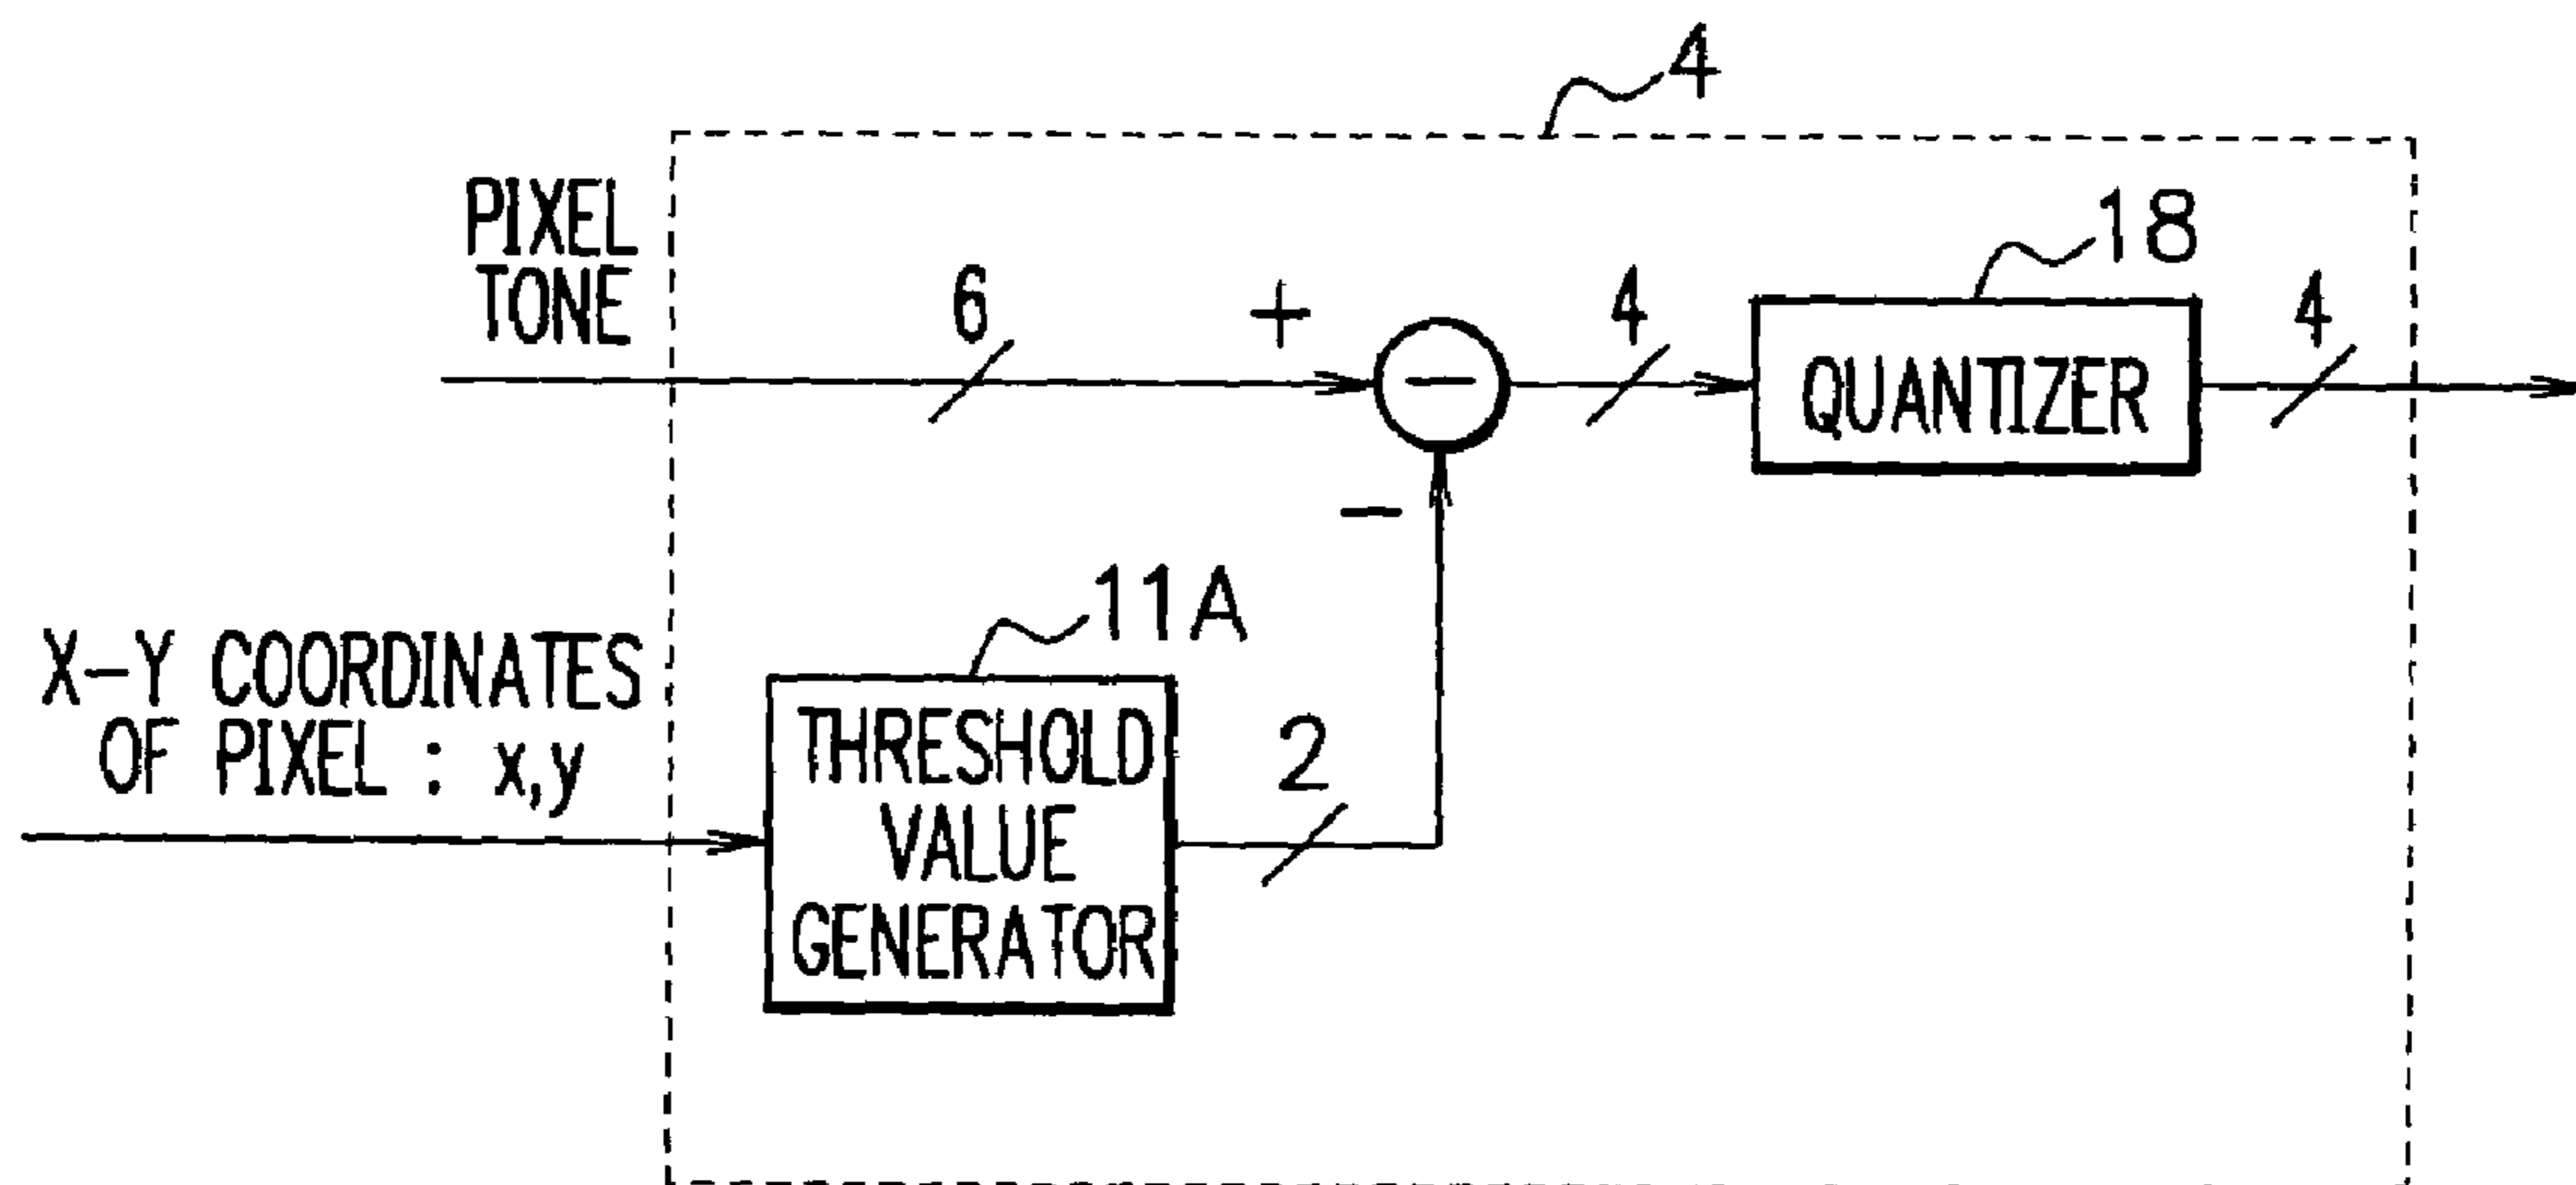 4
PIXEL
TONE
6
+
4
18
4
−
QUANTIZER
−
11A
X-Y COORDINATES
OF PIXEL : x,y
THRESHOLD
VALUE
GENERATOR
2